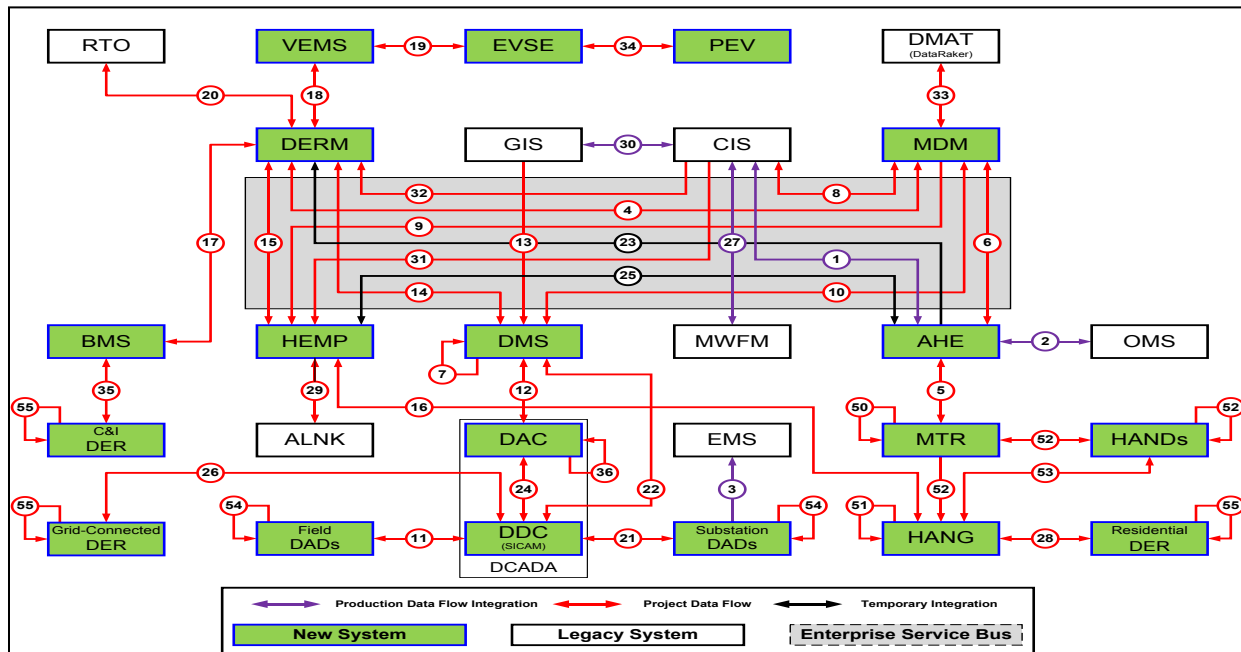 RTO
VEMS
19
EVSE
34
PEV
DMAT
(DataRaker)
20
18
33
DERM
GIS
30
CIS
MDM
32
8
4
9
17
15
23
13
27
6
31
1
25
14
10
BMS
HEMP
DMS
MWFM
AHE
2
OMS
7
35
29
12
5
55
16
50
52
C&I
DER
ALNK
DAC
EMS
MTR
52
HANDs
26
36
53
24
22
3
52
55
54
54
51
55
Grid-Connected
DER
Field
DADs
11
DDC
(SICAM)
21
Substation
DADs
HANG
28
Residential
DER
DCADA
Production Data Flow Integration
Project Data Flow
Temporary Integration
New System
Legacy System
Enterprise Service Bus